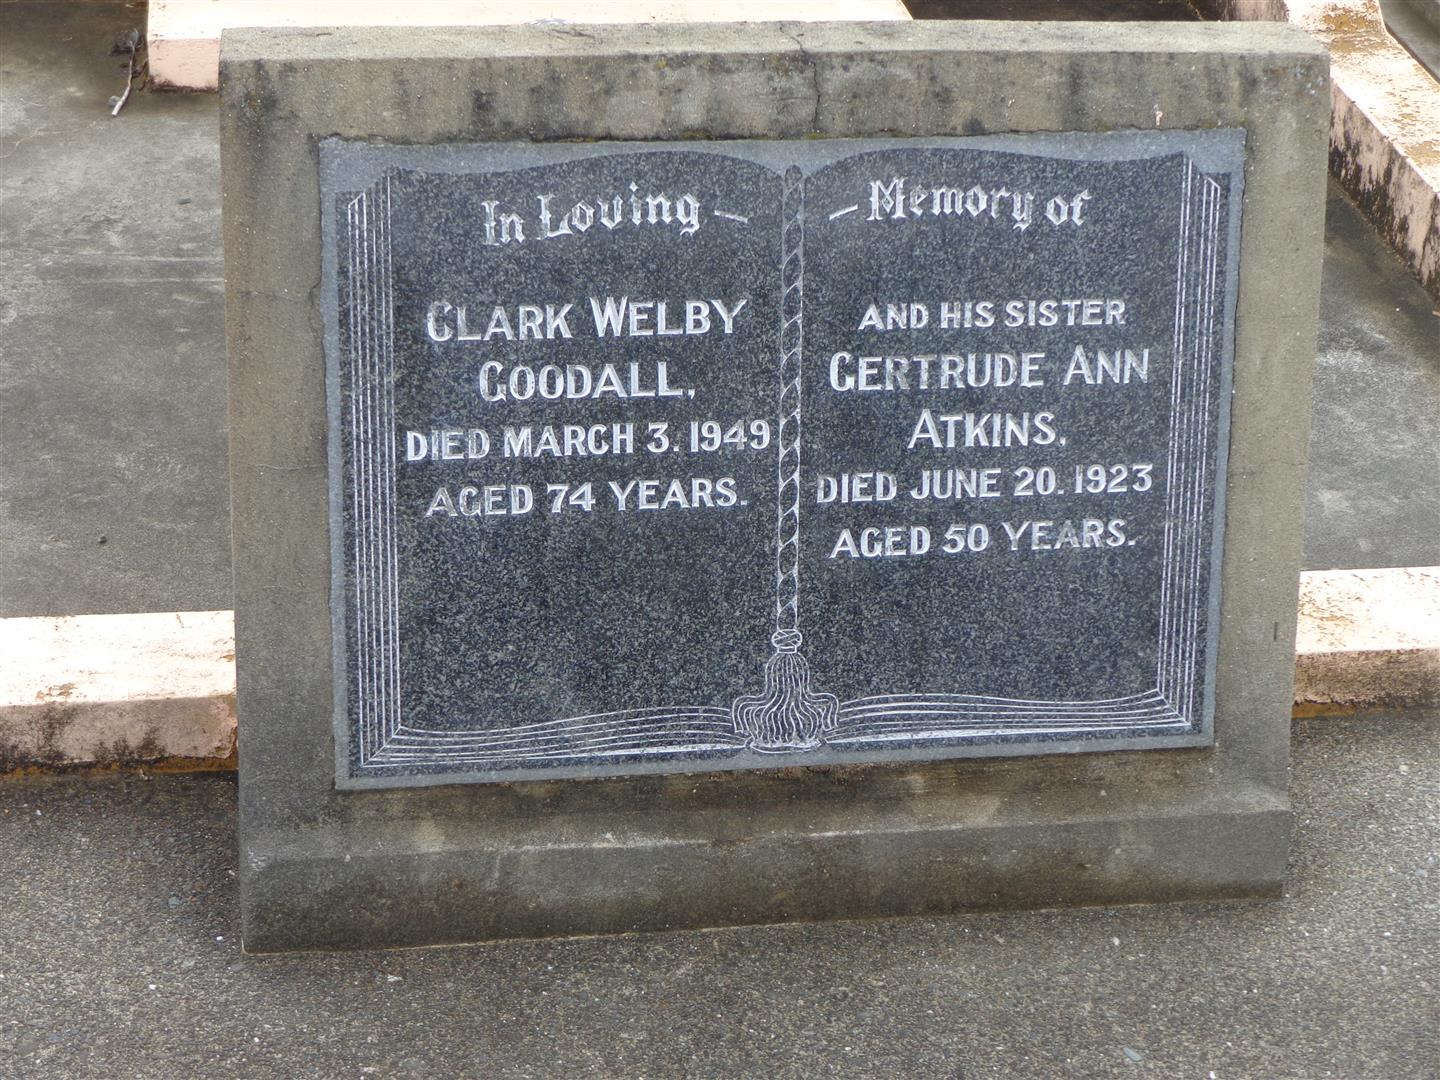 In Loving –
CLARK WELBY
GOODALL,
DIED MARCH 3. 1949
AGED 74 YEARS.
– Memory of
AND HIS SISTER
GERTRUDE ANN
ATKINS.
DIED JUNE 20. 1923
AGED 50 YEARS.